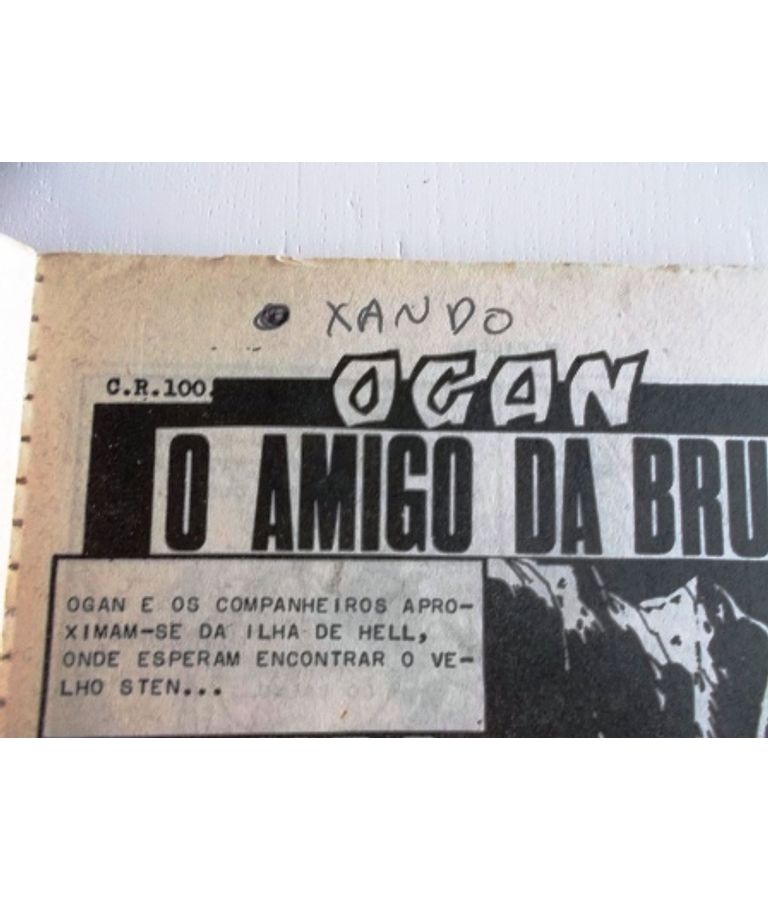 XANDO
C.R.100.
OGAN
O AMIGO DA BRU
OGAN E OS COMPANHEIROS APRO-
XIMAM-SE DA ILHA DE HELL,
ONDE ESPERAM ENCONTRAR O VE-
LHO STEN...